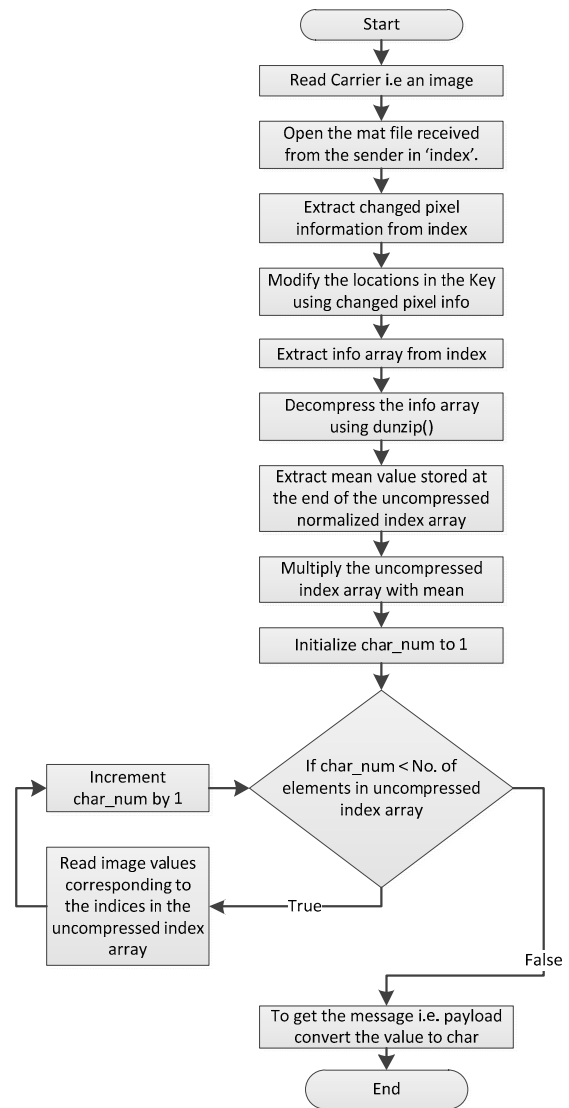 Start
Read Carrier i.e an image
Open the mat file received
from the sender in ‘index’.
Extract changed pixel
information from index
Modify the locations in the Key
using changed pixel info
Extract info array from index
Decompress the info array
using dunzip()
Extract mean value stored at
the end of the uncompressed
normalized index array
Multiply the uncompressed
index array with mean
Initialize char_num to 1
If char_num < No. of
elements in uncompressed
index array
Increment
char_num by 1
Read image values
corresponding to
the indices in the
uncompressed index
array
True
False
To get the message i.e. payload
convert the value to char
End